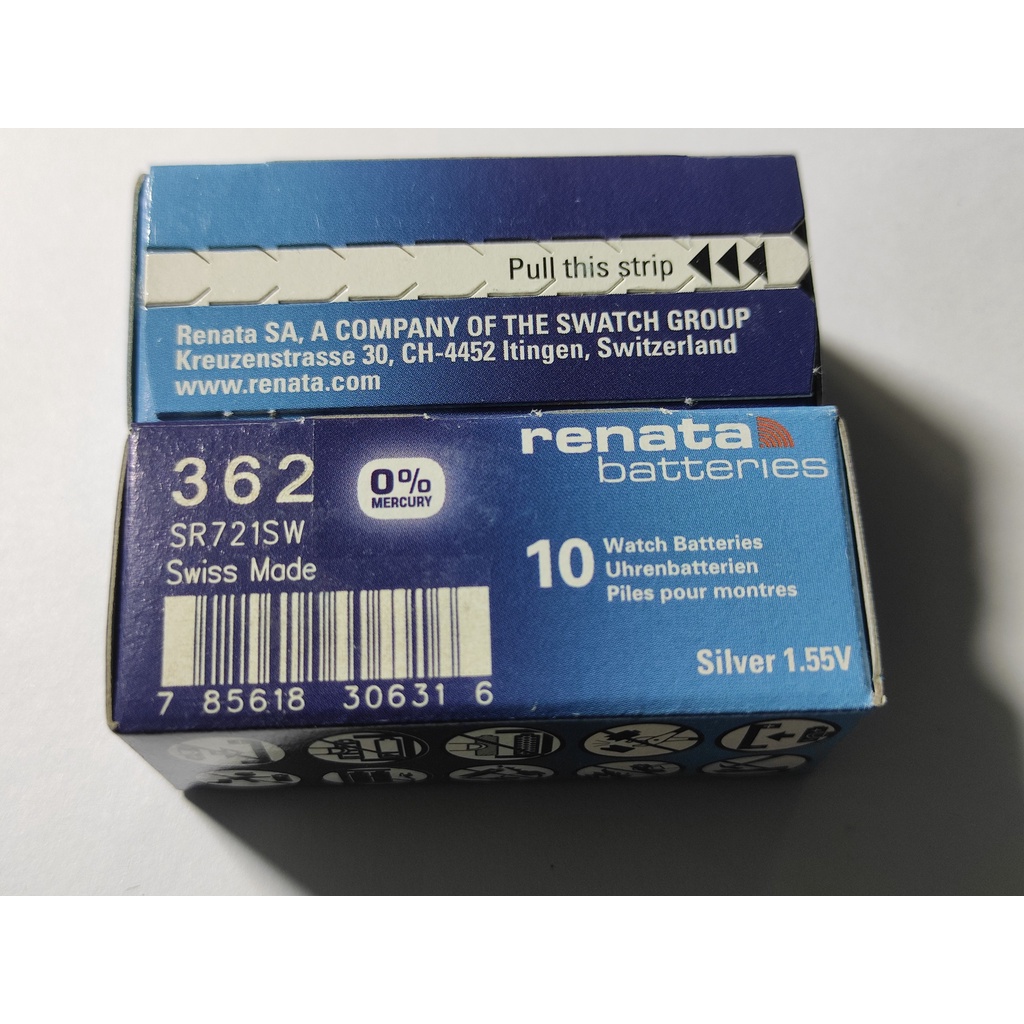 Pull this strip
Renata SA, A COMPANY OF THE SWATCH GROUP
Kreuzenstrasse 30, CH-4452 Itingen, Switzerland
www.renata.com
renata
batteries
362
0%
MERCURY
SR721SW
Swiss Made
10 Watch Batteries
Uhrenbatterien
Piles pour montres
Silver 1.55V
7 85618 30631 6